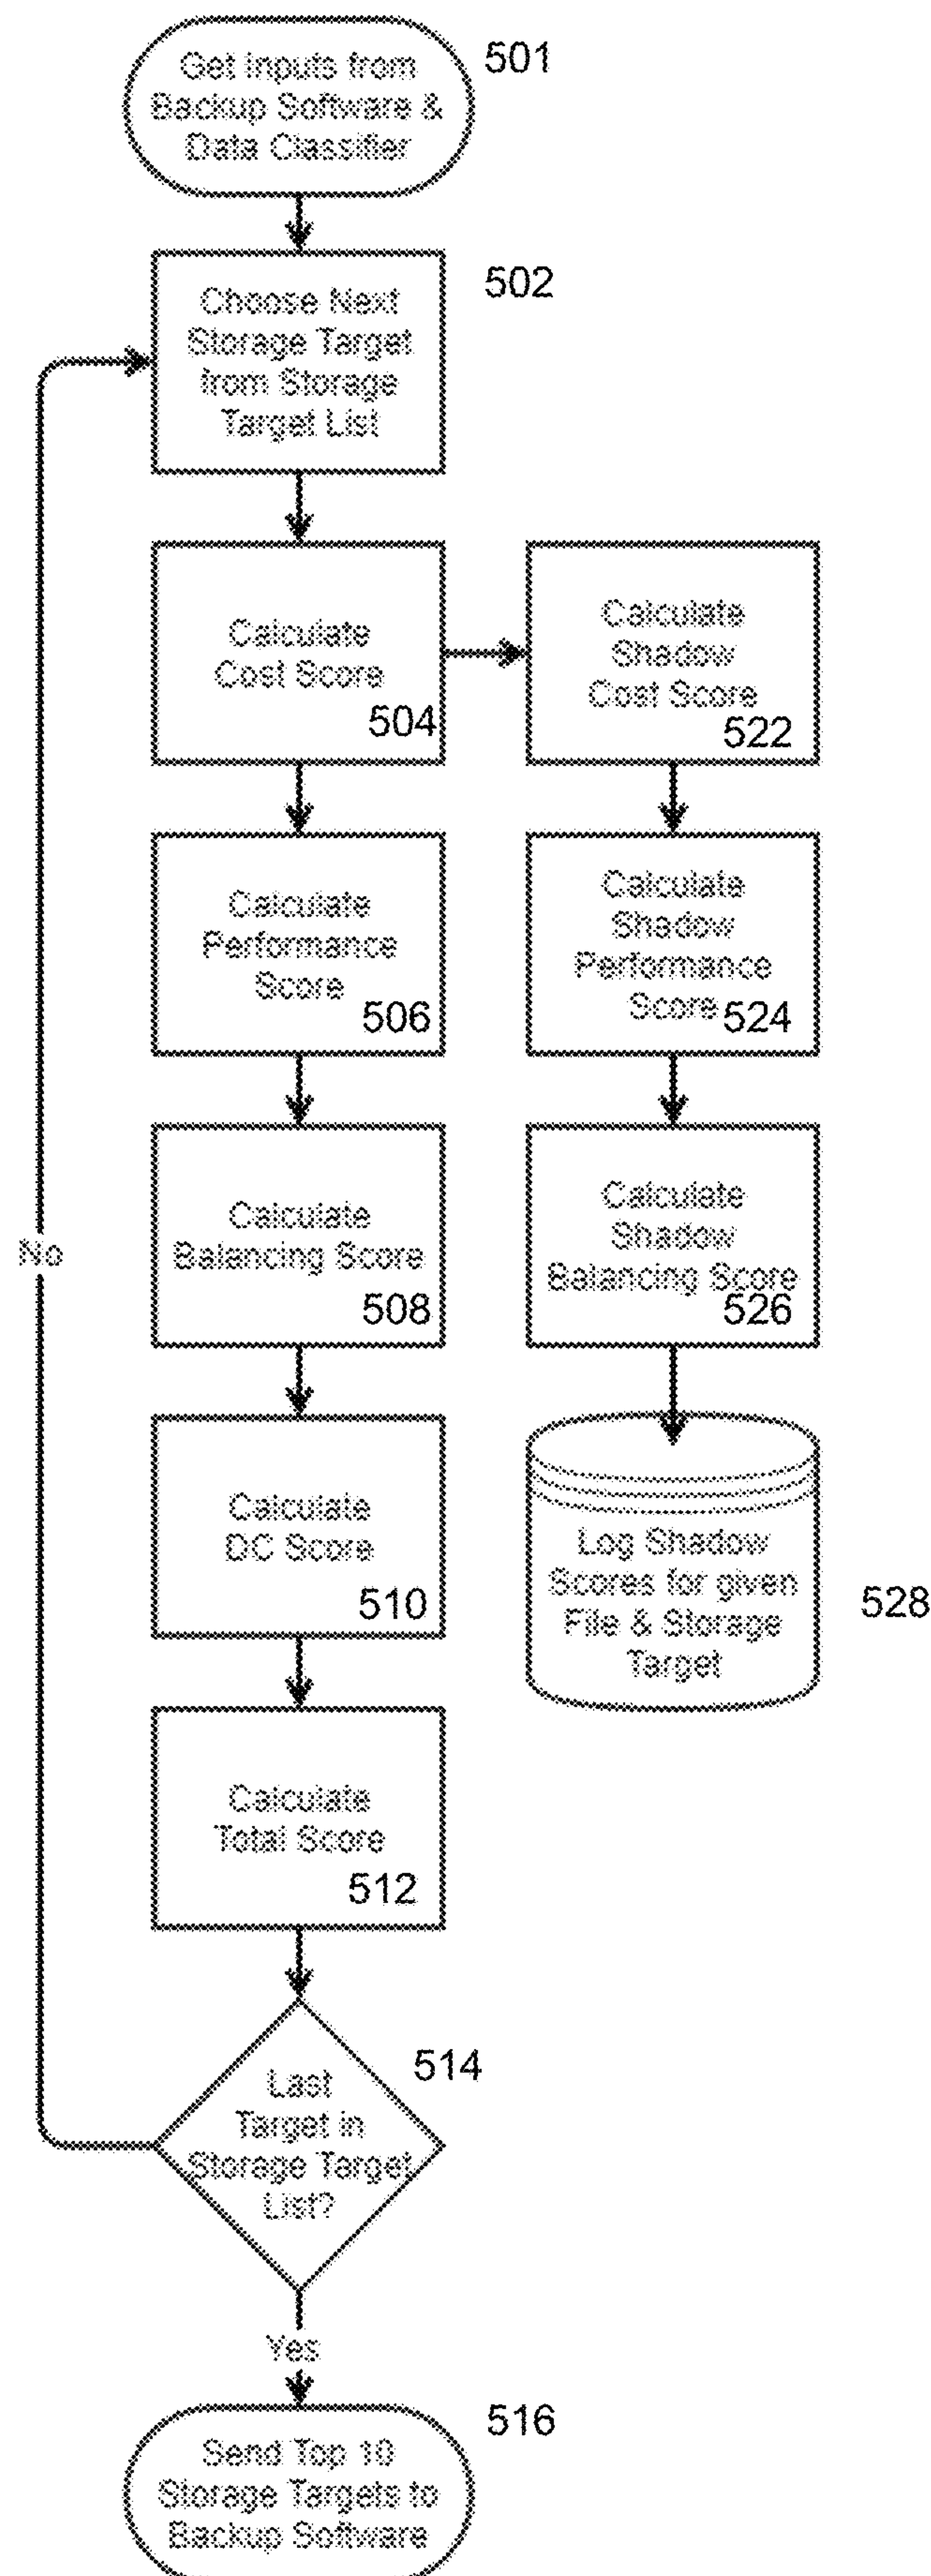 Get Inputs from
Backup Software &
Data Classifier
501
Choose Next
Storage Target
from Storage
Target List
502
Calculate
Cost Score
504
Calculate
Shadow
Cost Score
522
Calculate
Performance
Score
506
Calculate
Shadow
Performance
Score
524
Calculate
Balancing Score
508
Calculate
Shadow
Balancing Score
526
No
Calculate
DC Score
510
Log Shadow
Scores for given
File & Storage
Target
528
Calculate
Total Score
512
Last
Target in
Storage Target
List?
514
Yes
Send Top 10
Storage Targets to
Backup Software
516